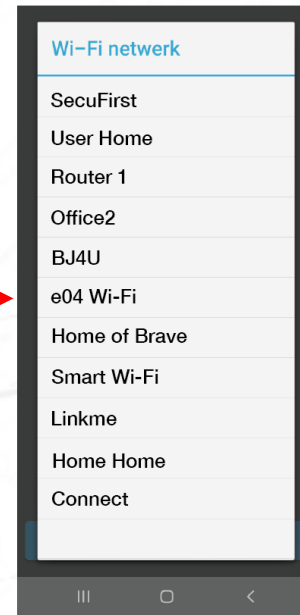 Wi-Fi netwerk
SecuFirst
User Home
Router 1
Office2
BJ4U
e04 Wi-Fi
Home of Brave
Smart Wi-Fi
Linkme
Home Home
Connect